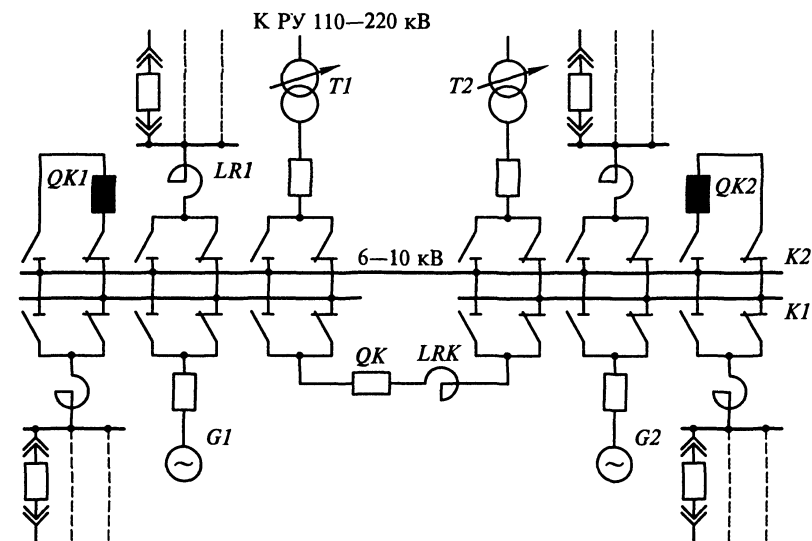 К РУ 110—220 кВ
T1
T2
QK1
LR1
QK2
6—10 кВ
K2
K1
QK
LRK
G1
G2
~
~